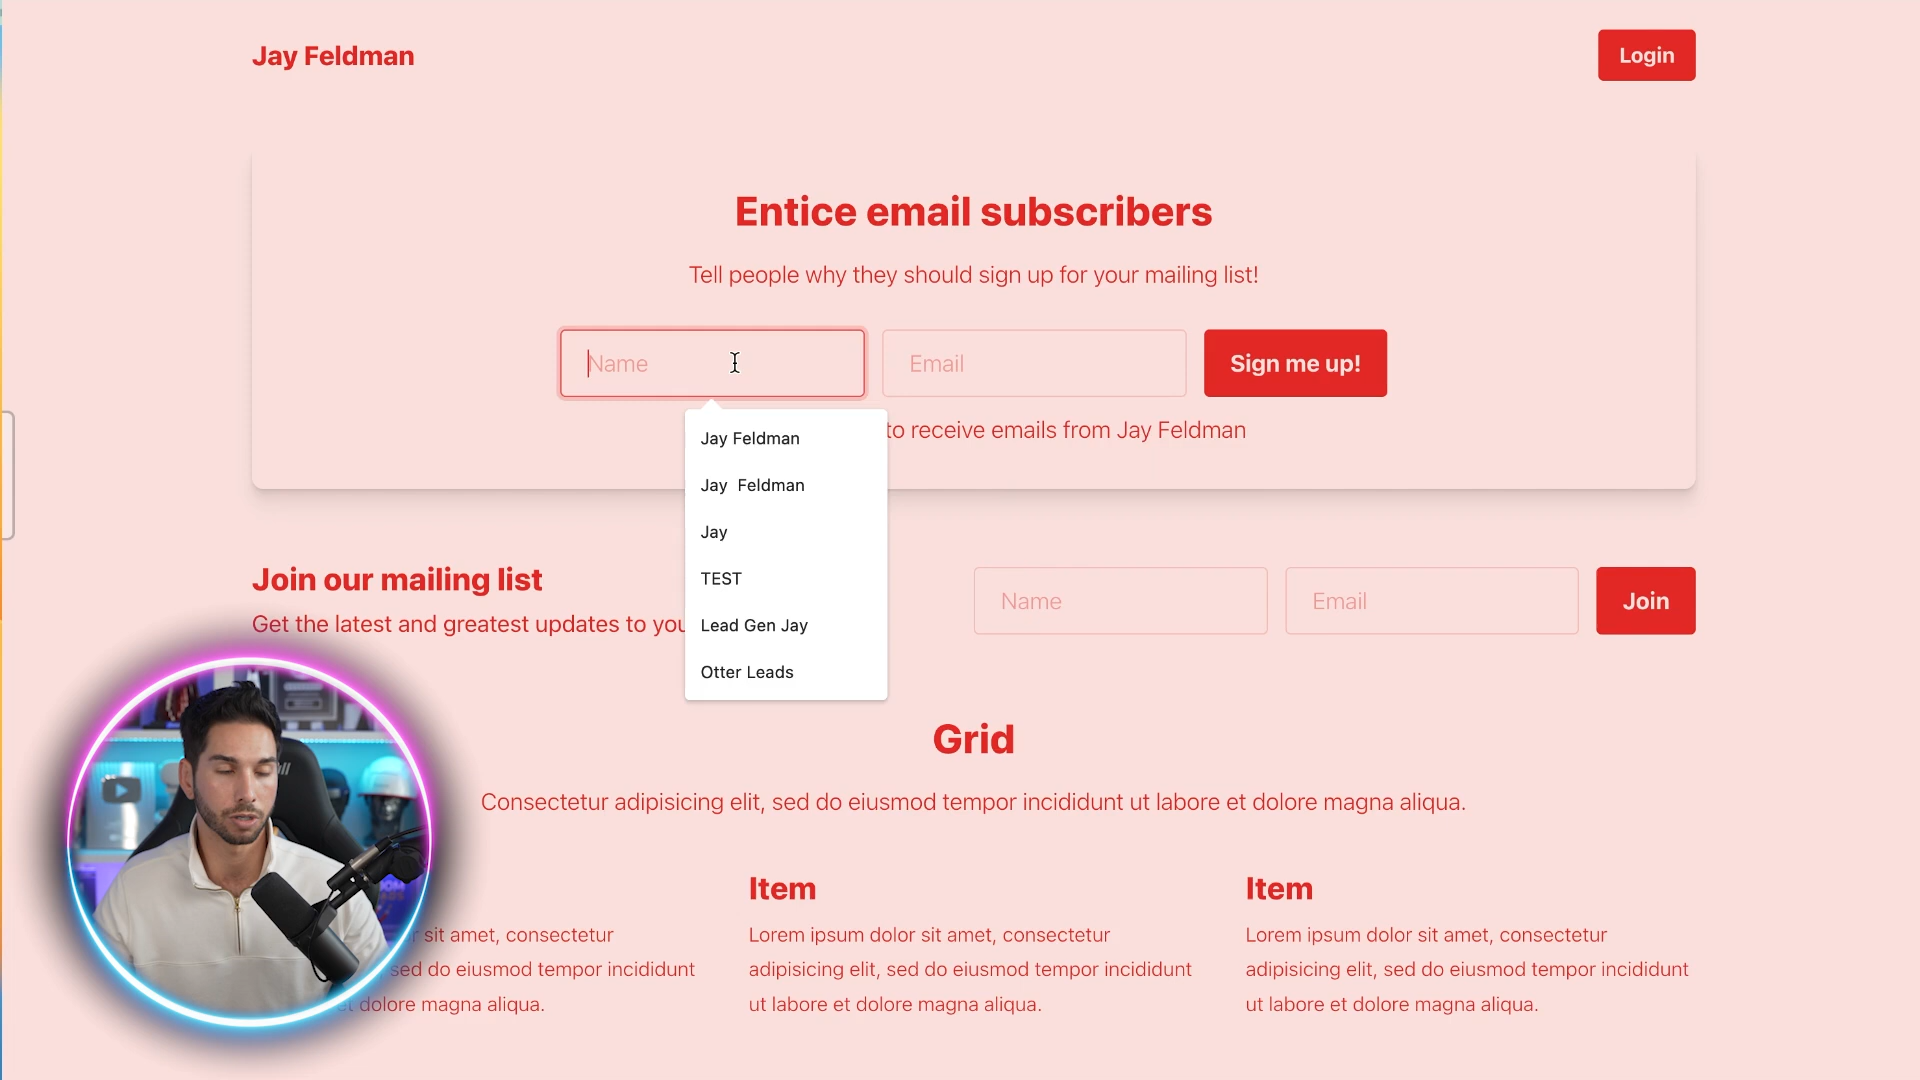 Jay Feldman
Login
Entice email subscribers
Tell people why they should sign up for your mailing list!
Name
Email
Sign me up!
to receive emails from Jay Feldman
Jay Feldman
Jay  Feldman
Jay
TEST
Lead Gen Jay
Otter Leads
Join our mailing list
Get the latest and greatest updates to you
Name
Email
Join
Grid
Consectetur adipisicing elit, sed do eiusmod tempor incididunt ut labore et dolore magna aliqua.
sit amet, consectetur
sed do eiusmod tempor incididunt
et dolore magna aliqua.
Item
Lorem ipsum dolor sit amet, consectetur
adipisicing elit, sed do eiusmod tempor incididunt
ut labore et dolore magna aliqua.
Item
Lorem ipsum dolor sit amet, consectetur
adipisicing elit, sed do eiusmod tempor incididunt
ut labore et dolore magna aliqua.